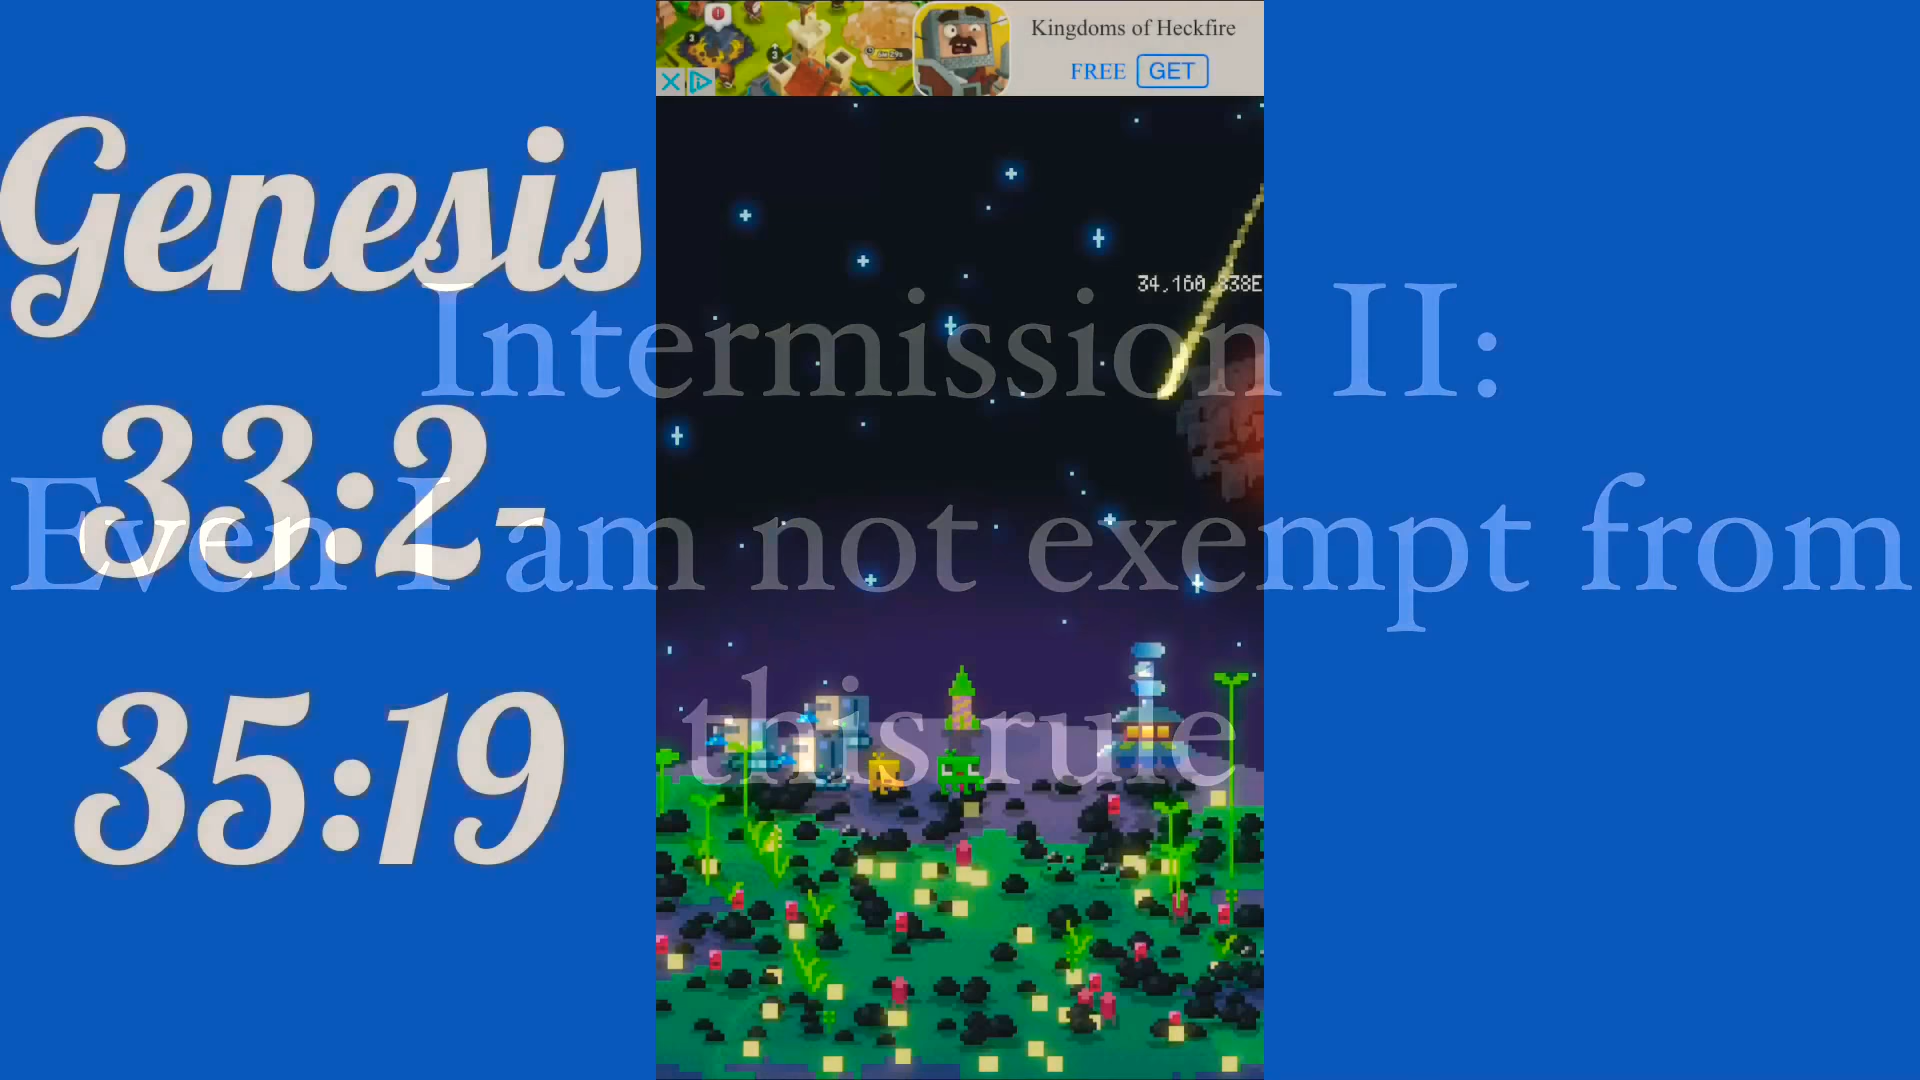 Kingdoms of Heckfire
FREE GET
Genesis
33:2-
35:19
34,160,838E
Intermission II:
Even I am not exempt from
this rule